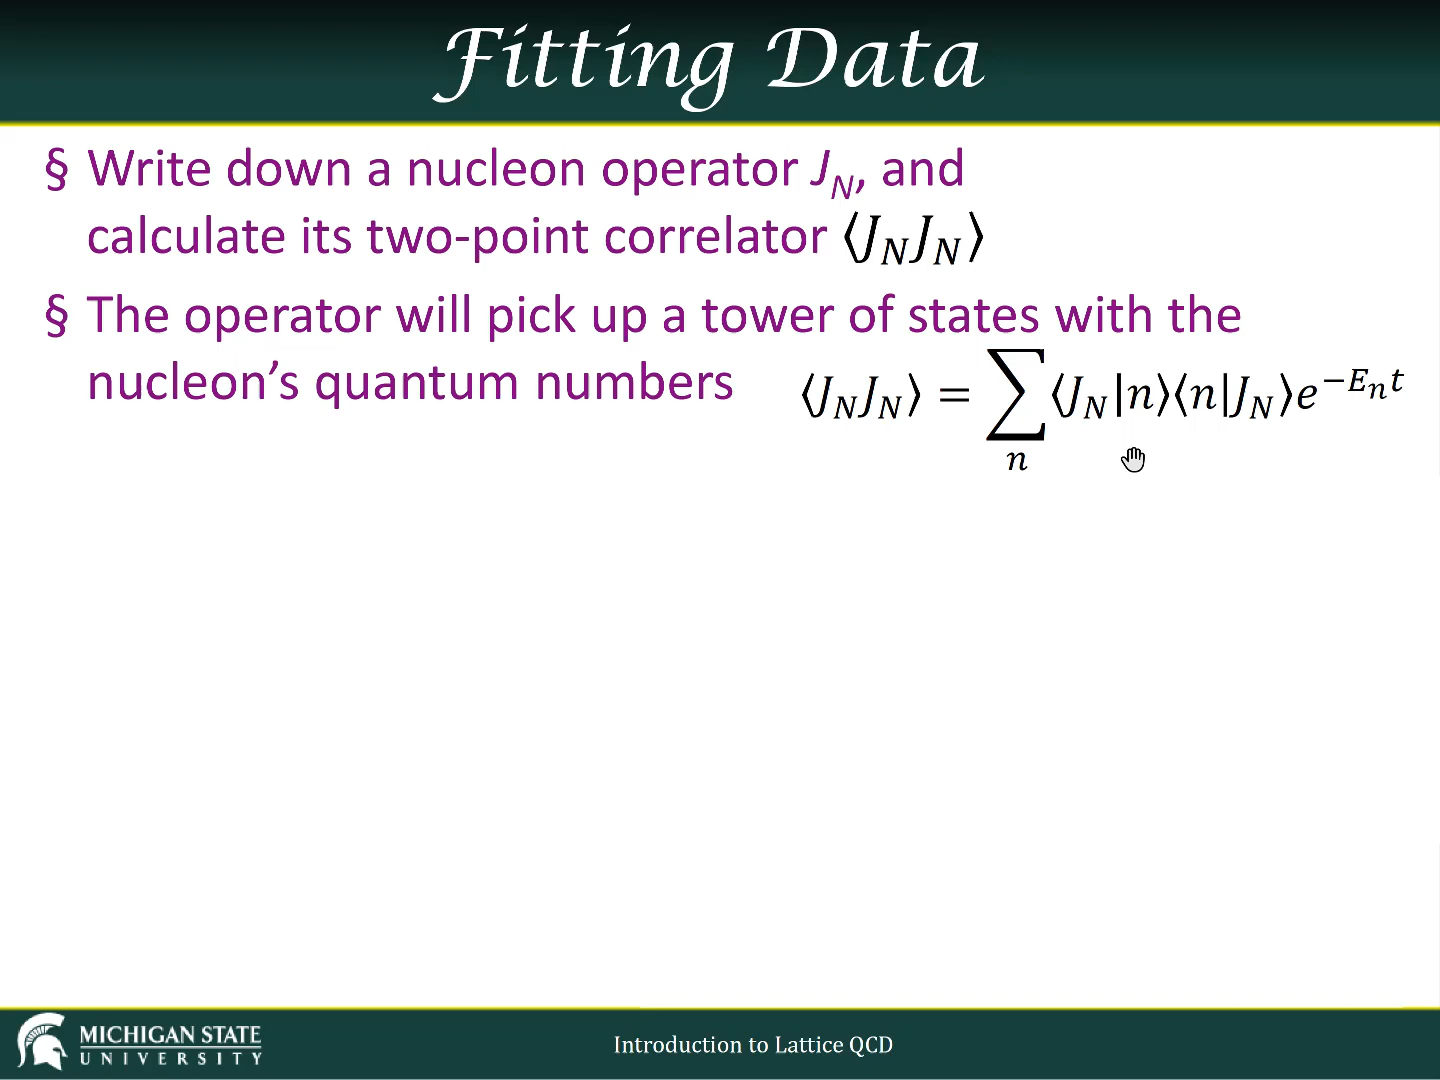 Fitting Data
§ Write down a nucleon operator J_N, and
calculate its two-point correlator ⟨J_N J_N⟩
§ The operator will pick up a tower of states with the
nucleon’s quantum numbers ⟨J_N J_N⟩ = ∑_n ⟨J_N|n⟩⟨n|J_N⟩e^{−E_n t}
MICHIGAN STATE
UNIVERSITY
Introduction to Lattice QCD